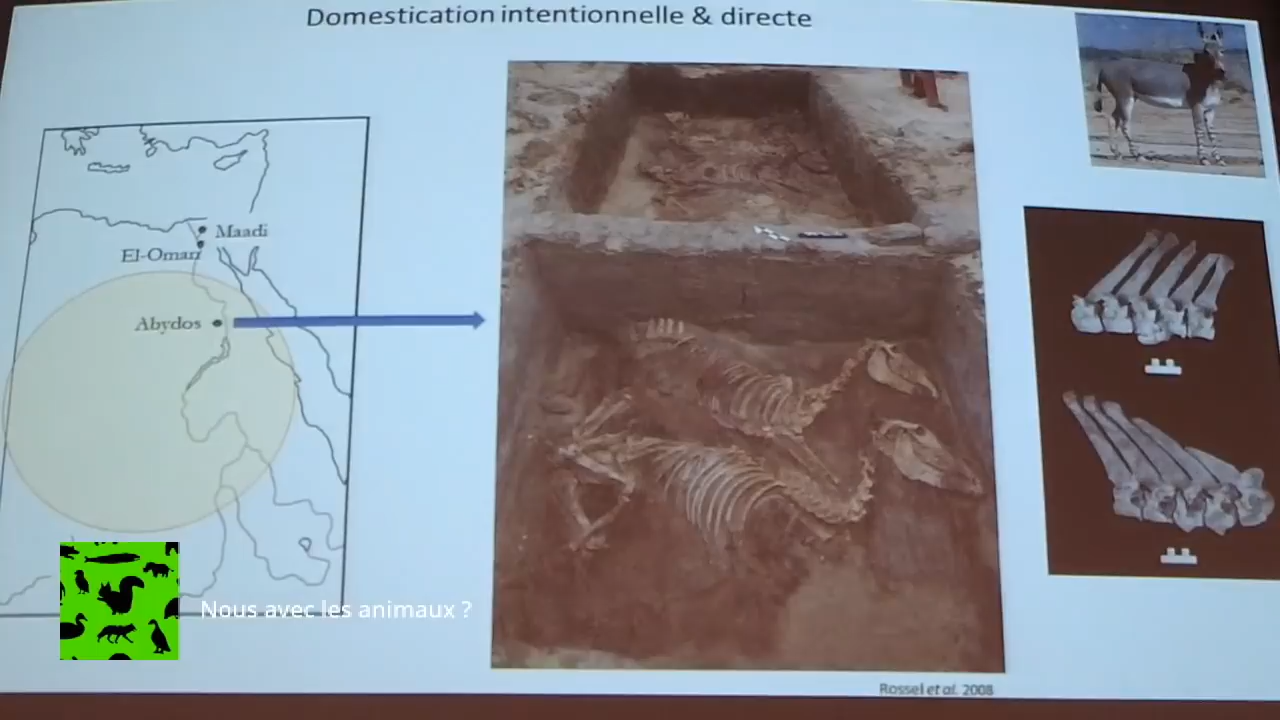 Domestication intentionnelle & directe
Maadi
El-Omari
Abydos
Nous avec les animaux ?
Rossel et al. 2008